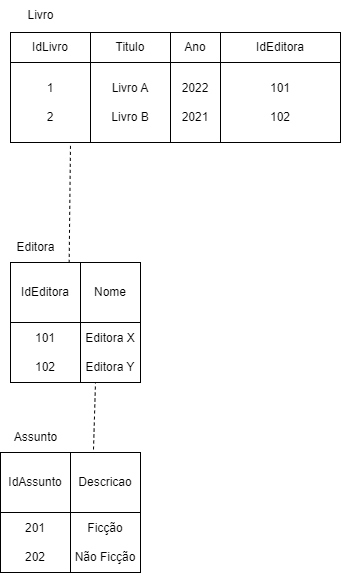 Livro
IdLivro Titulo Ano IdEditora
1 Livro A 2022 101
2 Livro B 2021 102
Editora
IdEditora Nome
101 Editora X
102 Editora Y
Assunto
IdAssunto Descricao
201 Ficção
202 Não Ficção